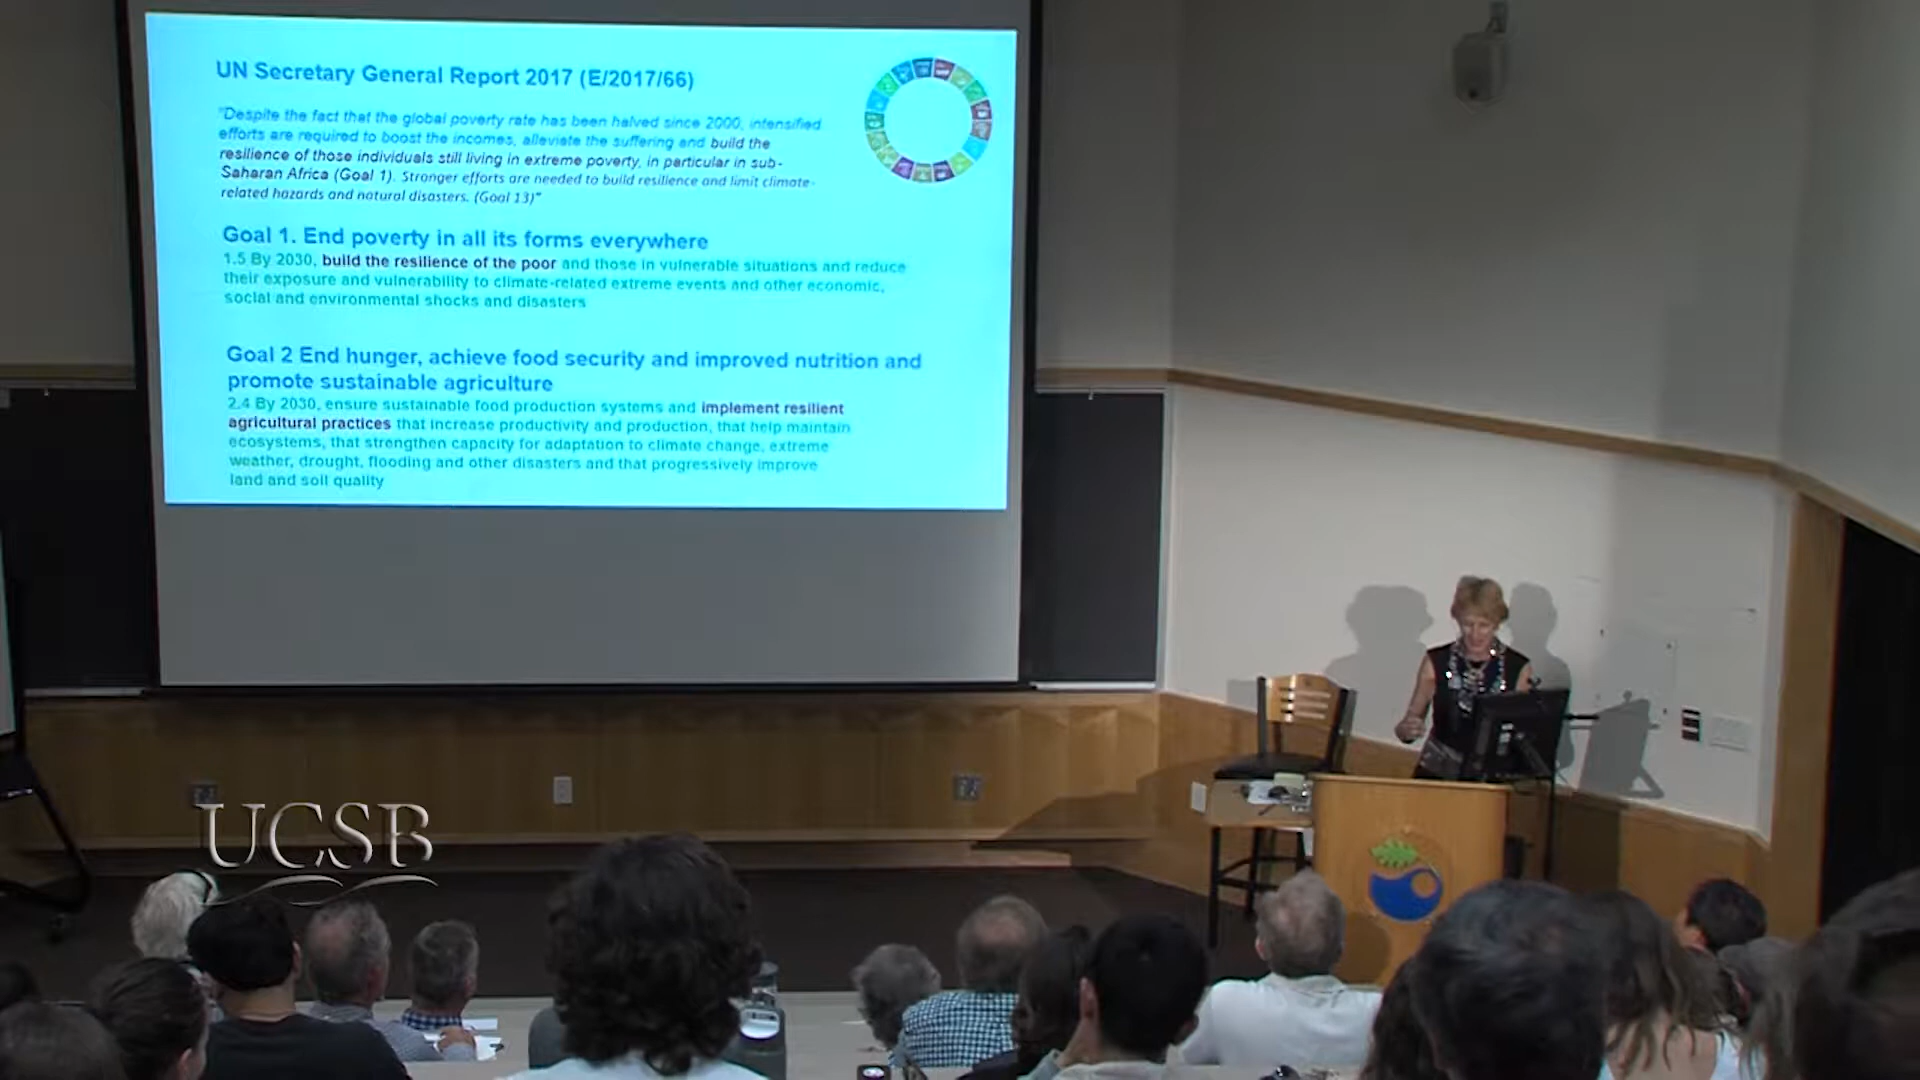 UN Secretary General Report 2017 (E/2017/66)
"Despite the fact that the global poverty rate has been halved since 2000, intensified
efforts are required to boost the incomes, alleviate the suffering and build the
resilience of those individuals still living in extreme poverty, in particular in sub-
Saharan Africa (Goal 1). Stronger efforts are needed to build resilience and limit climate-
related hazards and natural disasters. (Goal 13)"
Goal 1. End poverty in all its forms everywhere
1.5 By 2030, build the resilience of the poor and those in vulnerable situations and reduce
their exposure and vulnerability to climate-related extreme events and other economic,
social and environmental shocks and disasters
Goal 2 End hunger, achieve food security and improved nutrition and
promote sustainable agriculture
2.4 By 2030, ensure sustainable food production systems and implement resilient
agricultural practices that increase productivity and production, that help maintain
ecosystems, that strengthen capacity for adaptation to climate change, extreme
weather, drought, flooding and other disasters and that progressively improve
land and soil quality
UCSB